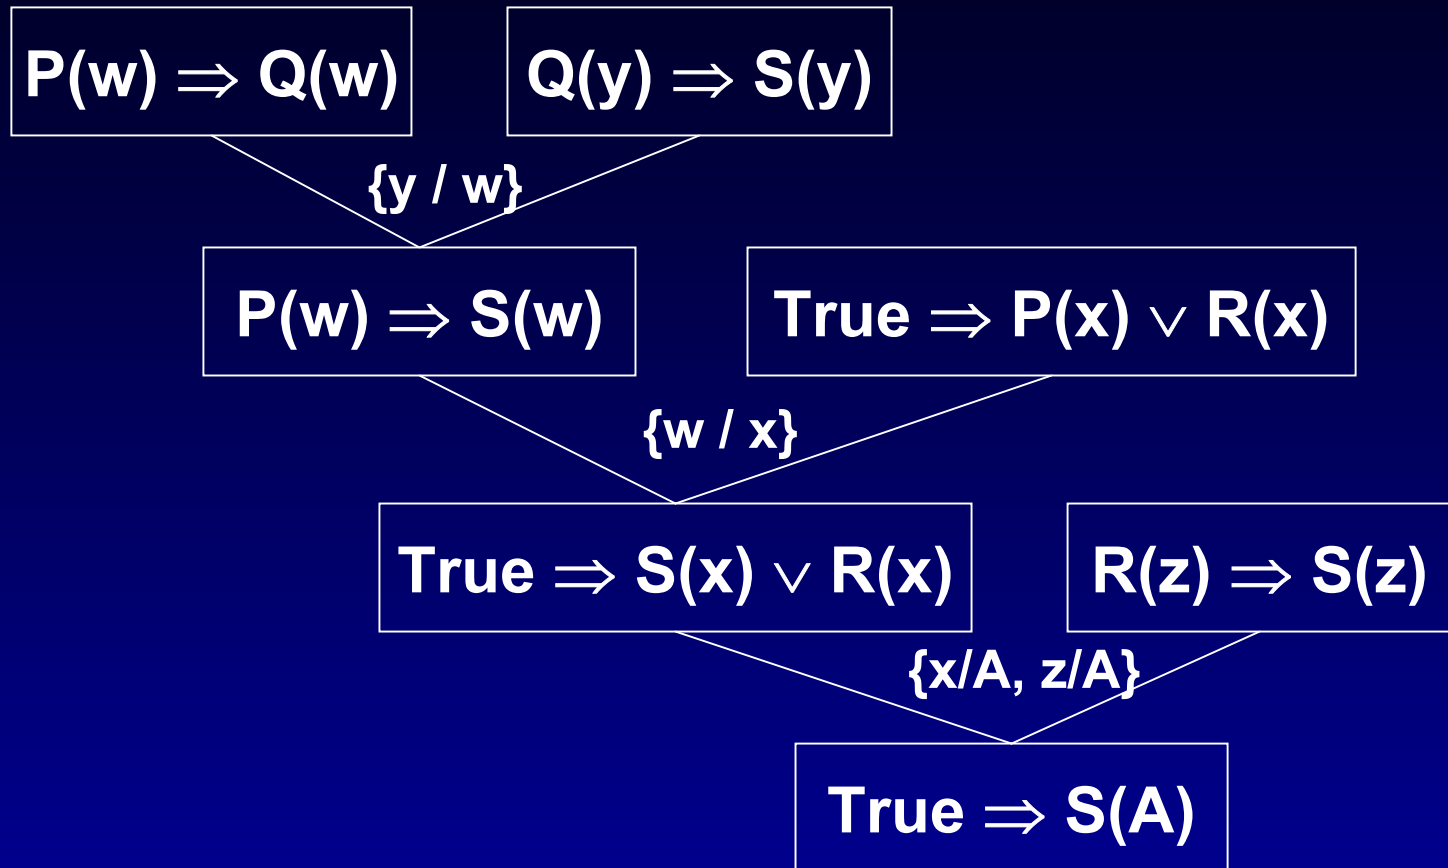 P(w) ⇒ Q(w)
Q(y) ⇒ S(y)
{y / w}
P(w) ⇒ S(w)
True ⇒ P(x) ∨ R(x)
{w / x}
True ⇒ S(x) ∨ R(x)
R(z) ⇒ S(z)
{x/A, z/A}
True ⇒ S(A)